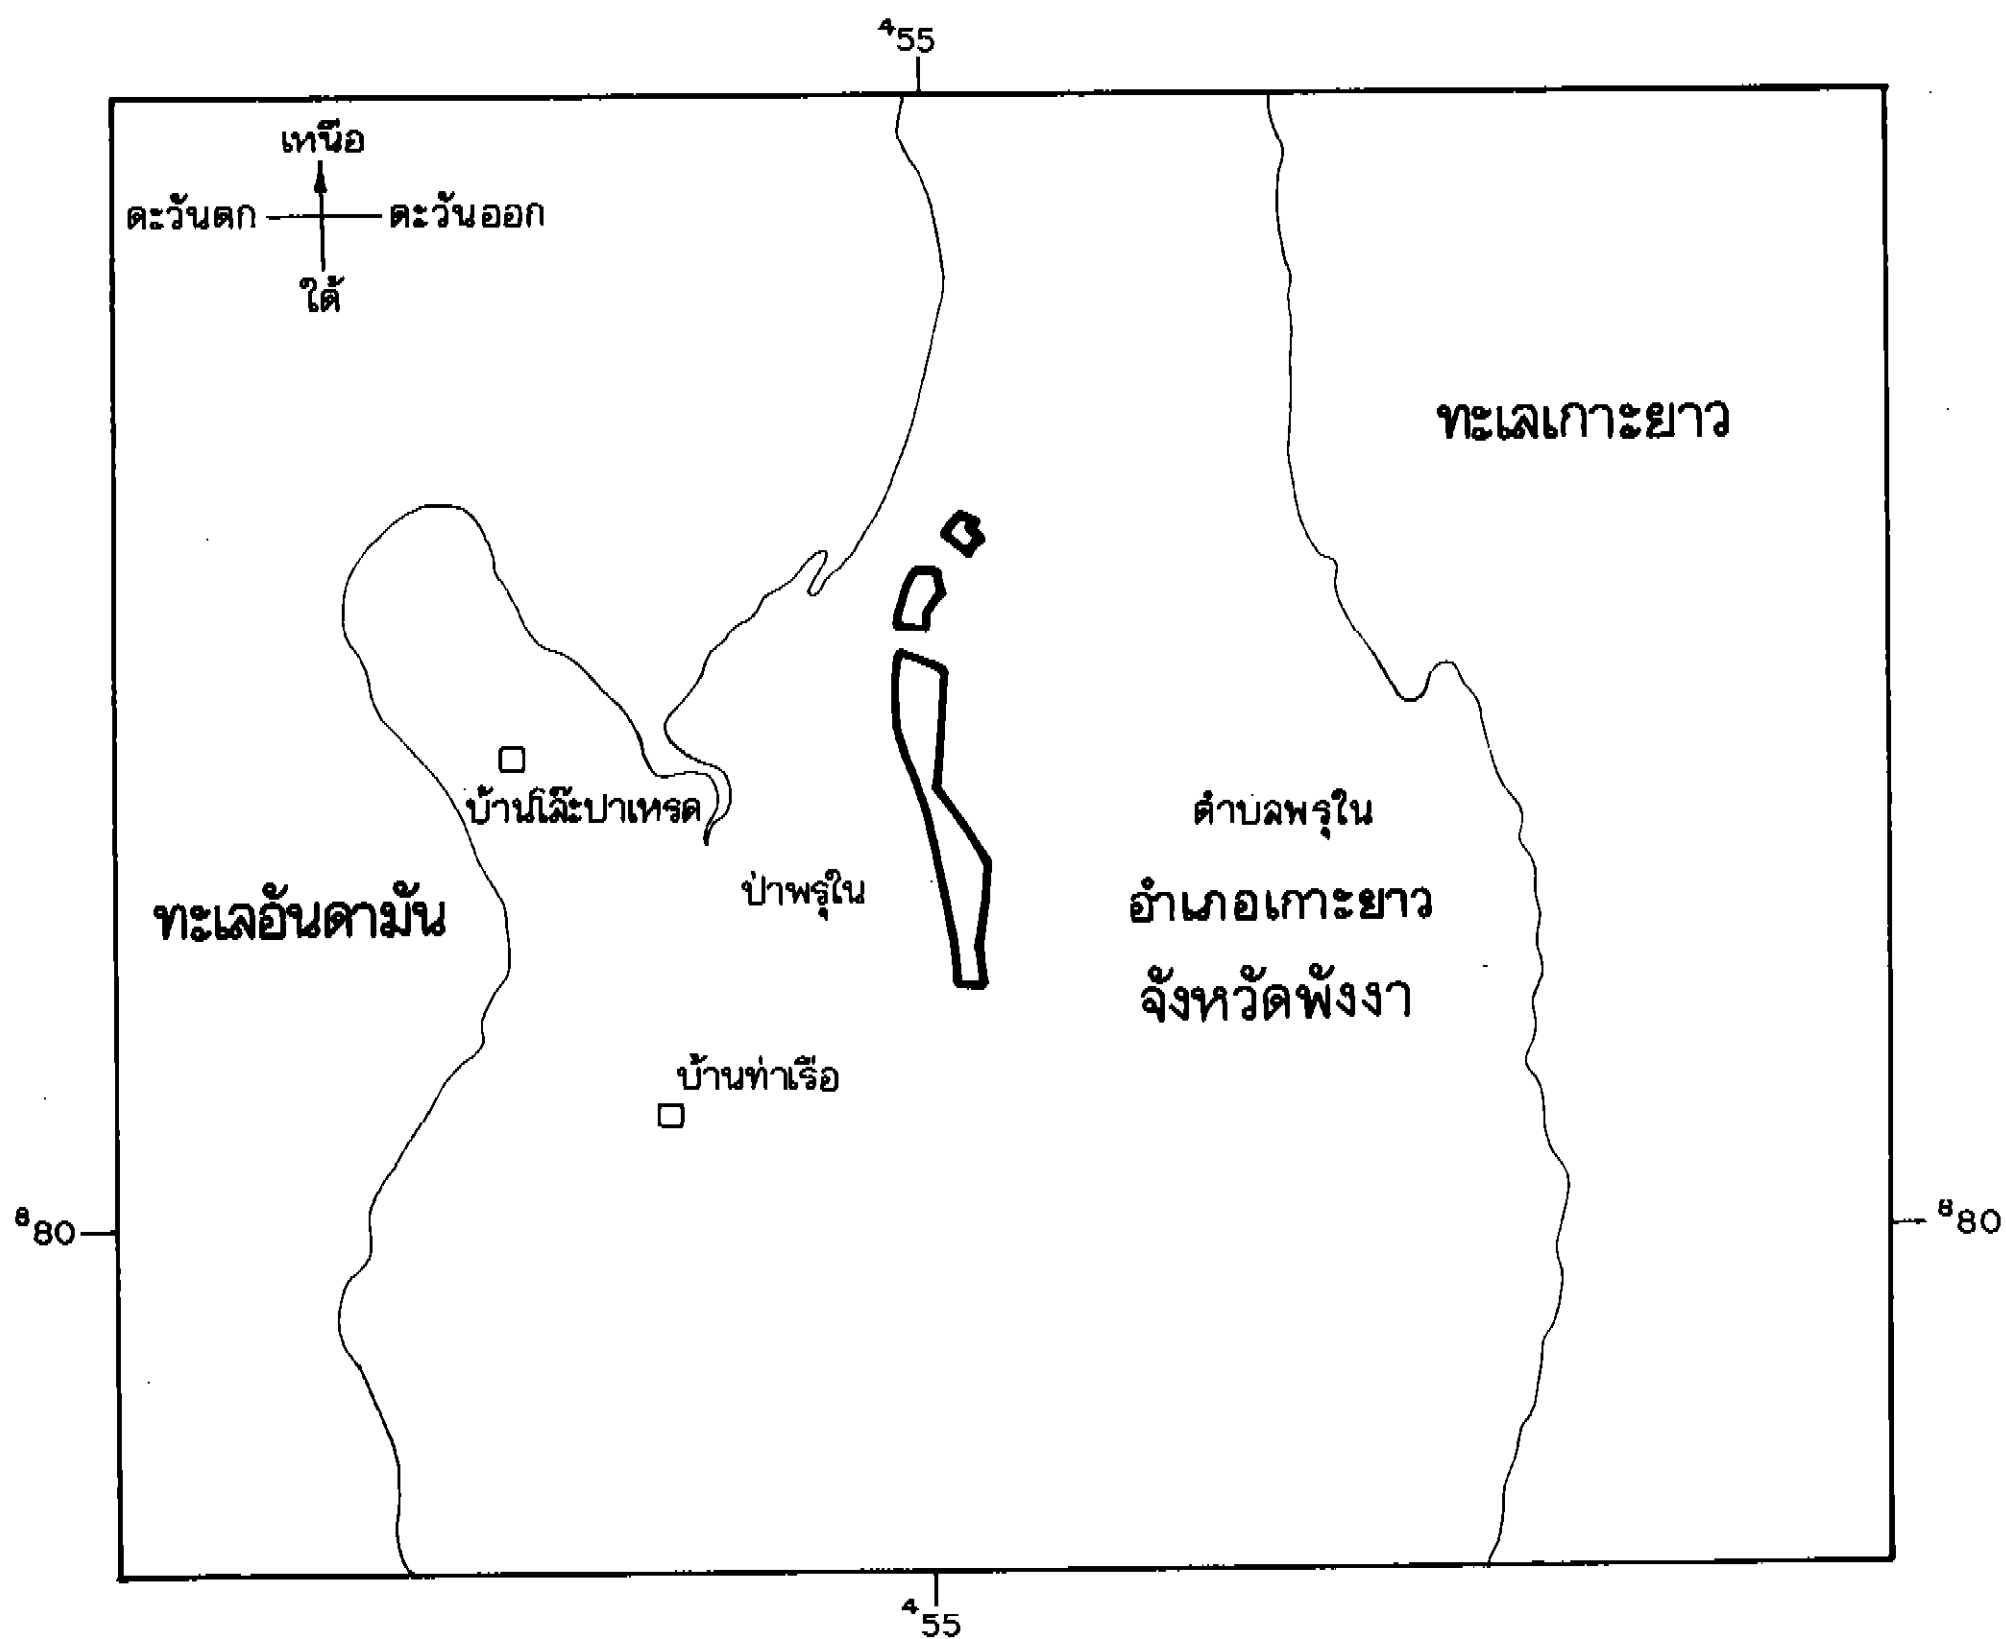 ⁴55
เหนือ
ตะวันตก
ตะวันออก
ใต้
ทะเลเกาะยาว
บ้านโล๊ะปาเหรด
ตำบลพรุใน
ป่าพรุใน
อำเภอเกาะยาว
ทะเลอันดามัน
จังหวัดพังงา
บ้านท่าเรือ
⁸80
⁸80
⁴55